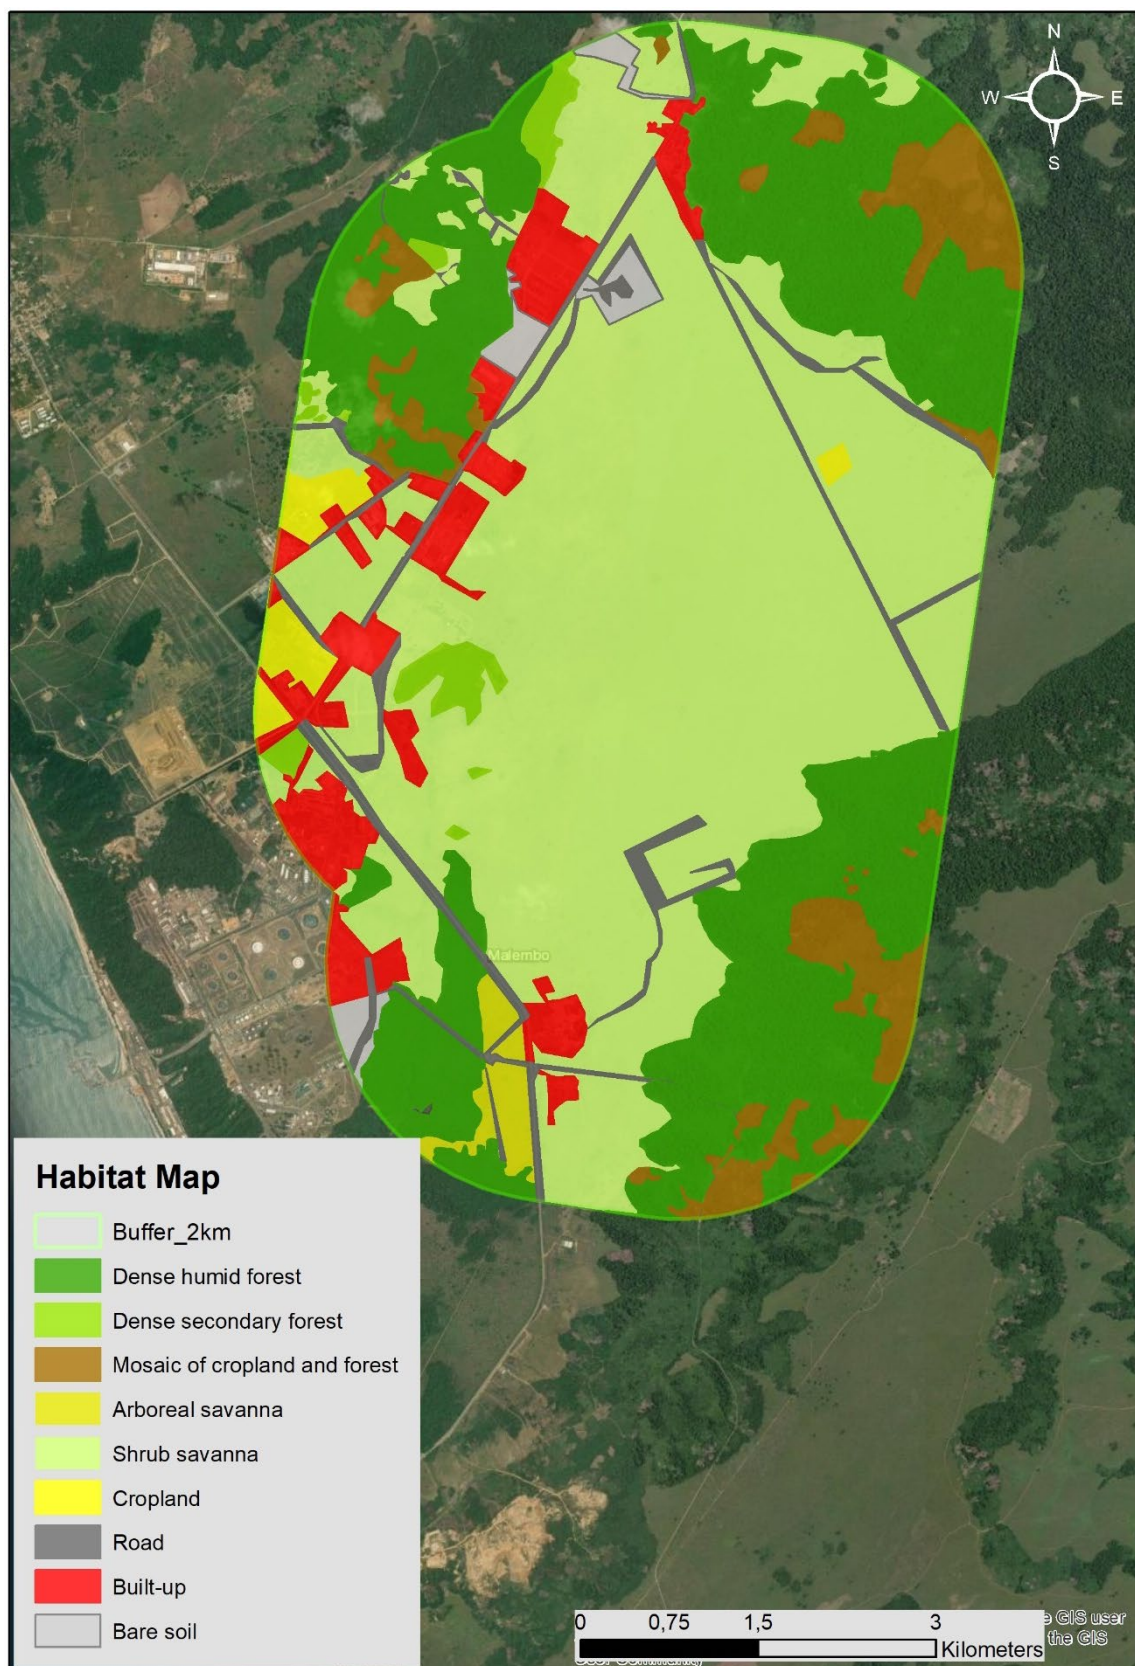 N
W E
S
Malembo
Habitat Map
Buffer_2km
Dense humid forest
Dense secondary forest
Mosaic of cropland and forest
Arboreal savanna
Shrub savanna
Cropland
Road
Built-up
Bare soil
0 0,75 1,5 3
Kilometers
GIS user
the GIS